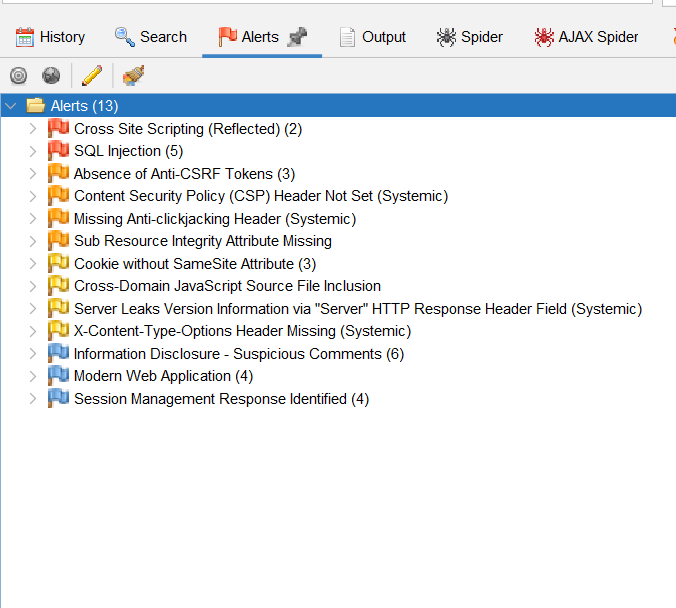 History Search Alerts Output Spider AJAX Spider
Alerts (13)
Cross Site Scripting (Reflected) (2)
SQL Injection (5)
Absence of Anti-CSRF Tokens (3)
Content Security Policy (CSP) Header Not Set (Systemic)
Missing Anti-clickjacking Header (Systemic)
Sub Resource Integrity Attribute Missing
Cookie without SameSite Attribute (3)
Cross-Domain JavaScript Source File Inclusion
Server Leaks Version Information via "Server" HTTP Response Header Field (Systemic)
X-Content-Type-Options Header Missing (Systemic)
Information Disclosure - Suspicious Comments (6)
Modern Web Application (4)
Session Management Response Identified (4)